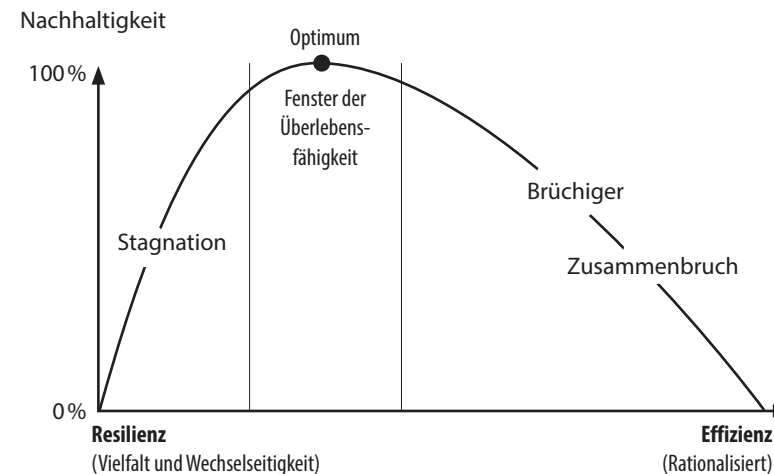 Nachhaltigkeit
Optimum
100 %
Fenster der
Überlebens-
fähigkeit
Brüchiger
Stagnation
Zusammenbruch
0 %
Resilienz
(Vielfalt und Wechselseitigkeit)
Effizienz
(Rationalisiert)